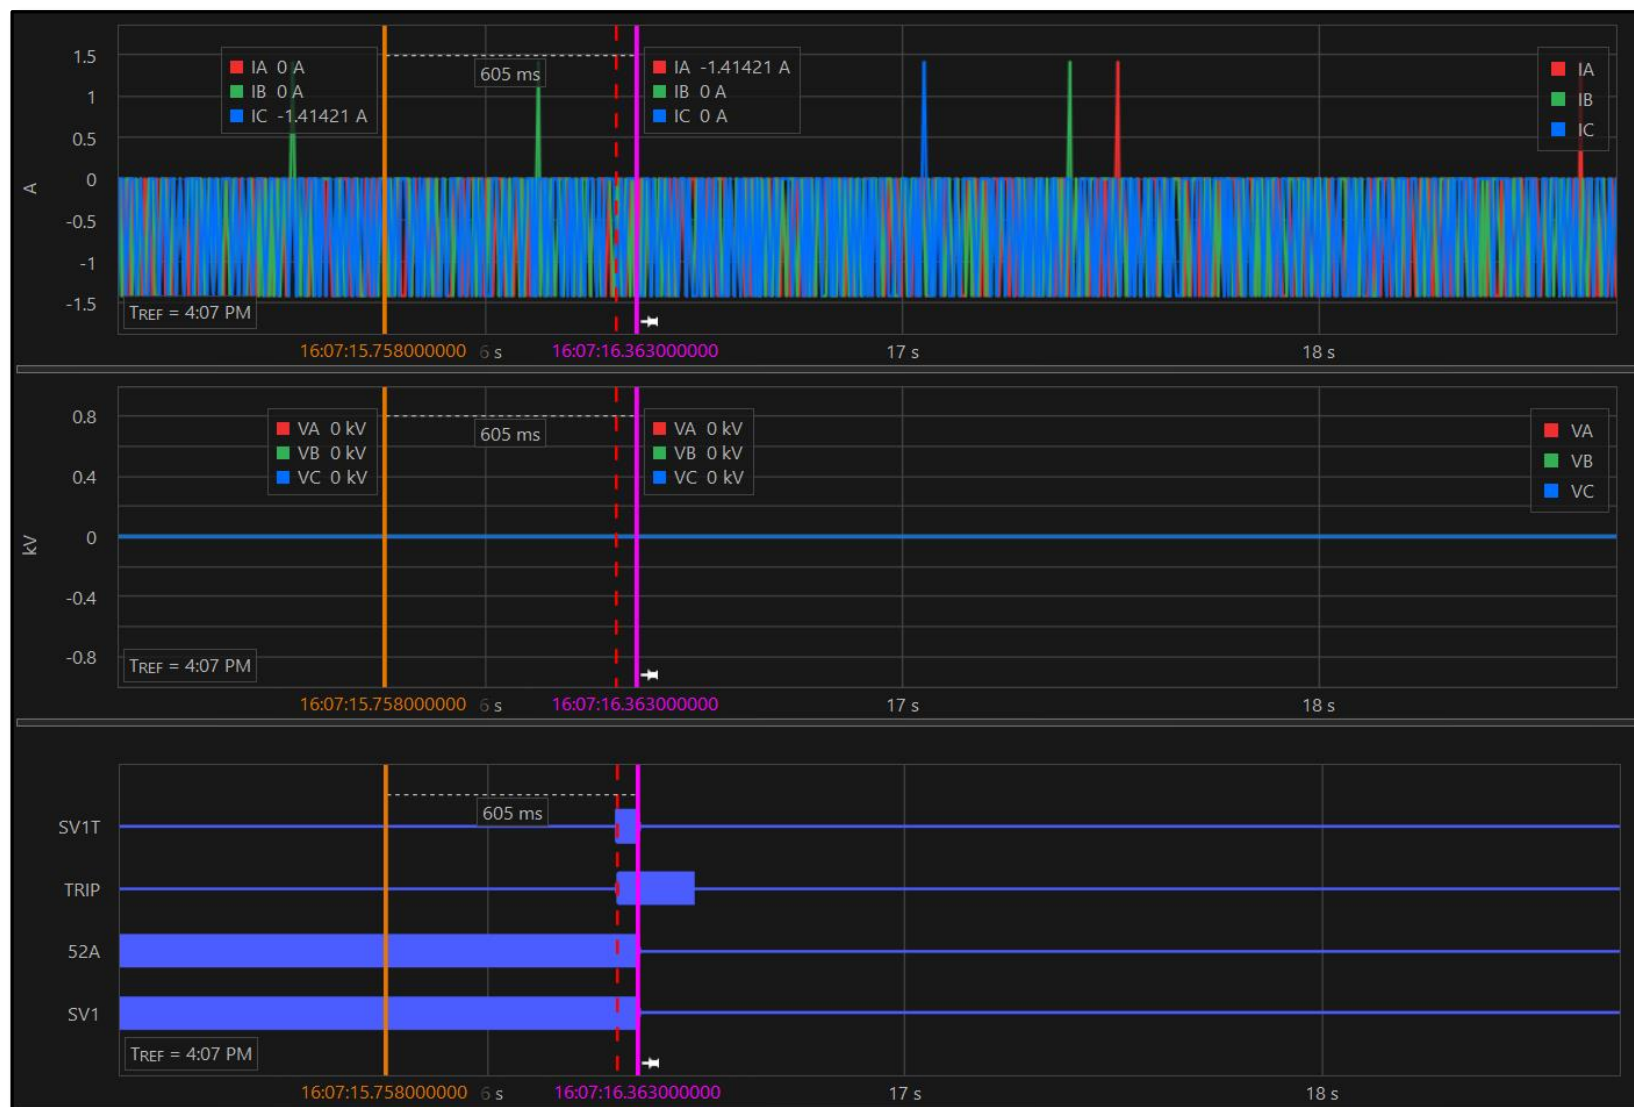 1.5
1
0.5
0
-0.5
-1
-1.5
A
IA 0 A
IB 0 A
IC -1.41421 A
605 ms
IA -1.41421 A
IB 0 A
IC 0 A
IA
IB
IC
TREF = 4:07 PM
16:07:15.758000000 6 s 16:07:16.363000000 17 s 18 s
0.8
0.4
0
-0.4
-0.8
kV
VA 0 kV
VB 0 kV
VC 0 kV
605 ms
VA 0 kV
VB 0 kV
VC 0 kV
VA
VB
VC
TREF = 4:07 PM
16:07:15.758000000 6 s 16:07:16.363000000 17 s 18 s
605 ms
SV1T
TRIP
52A
SV1
TREF = 4:07 PM
16:07:15.758000000 6 s 16:07:16.363000000 17 s 18 s